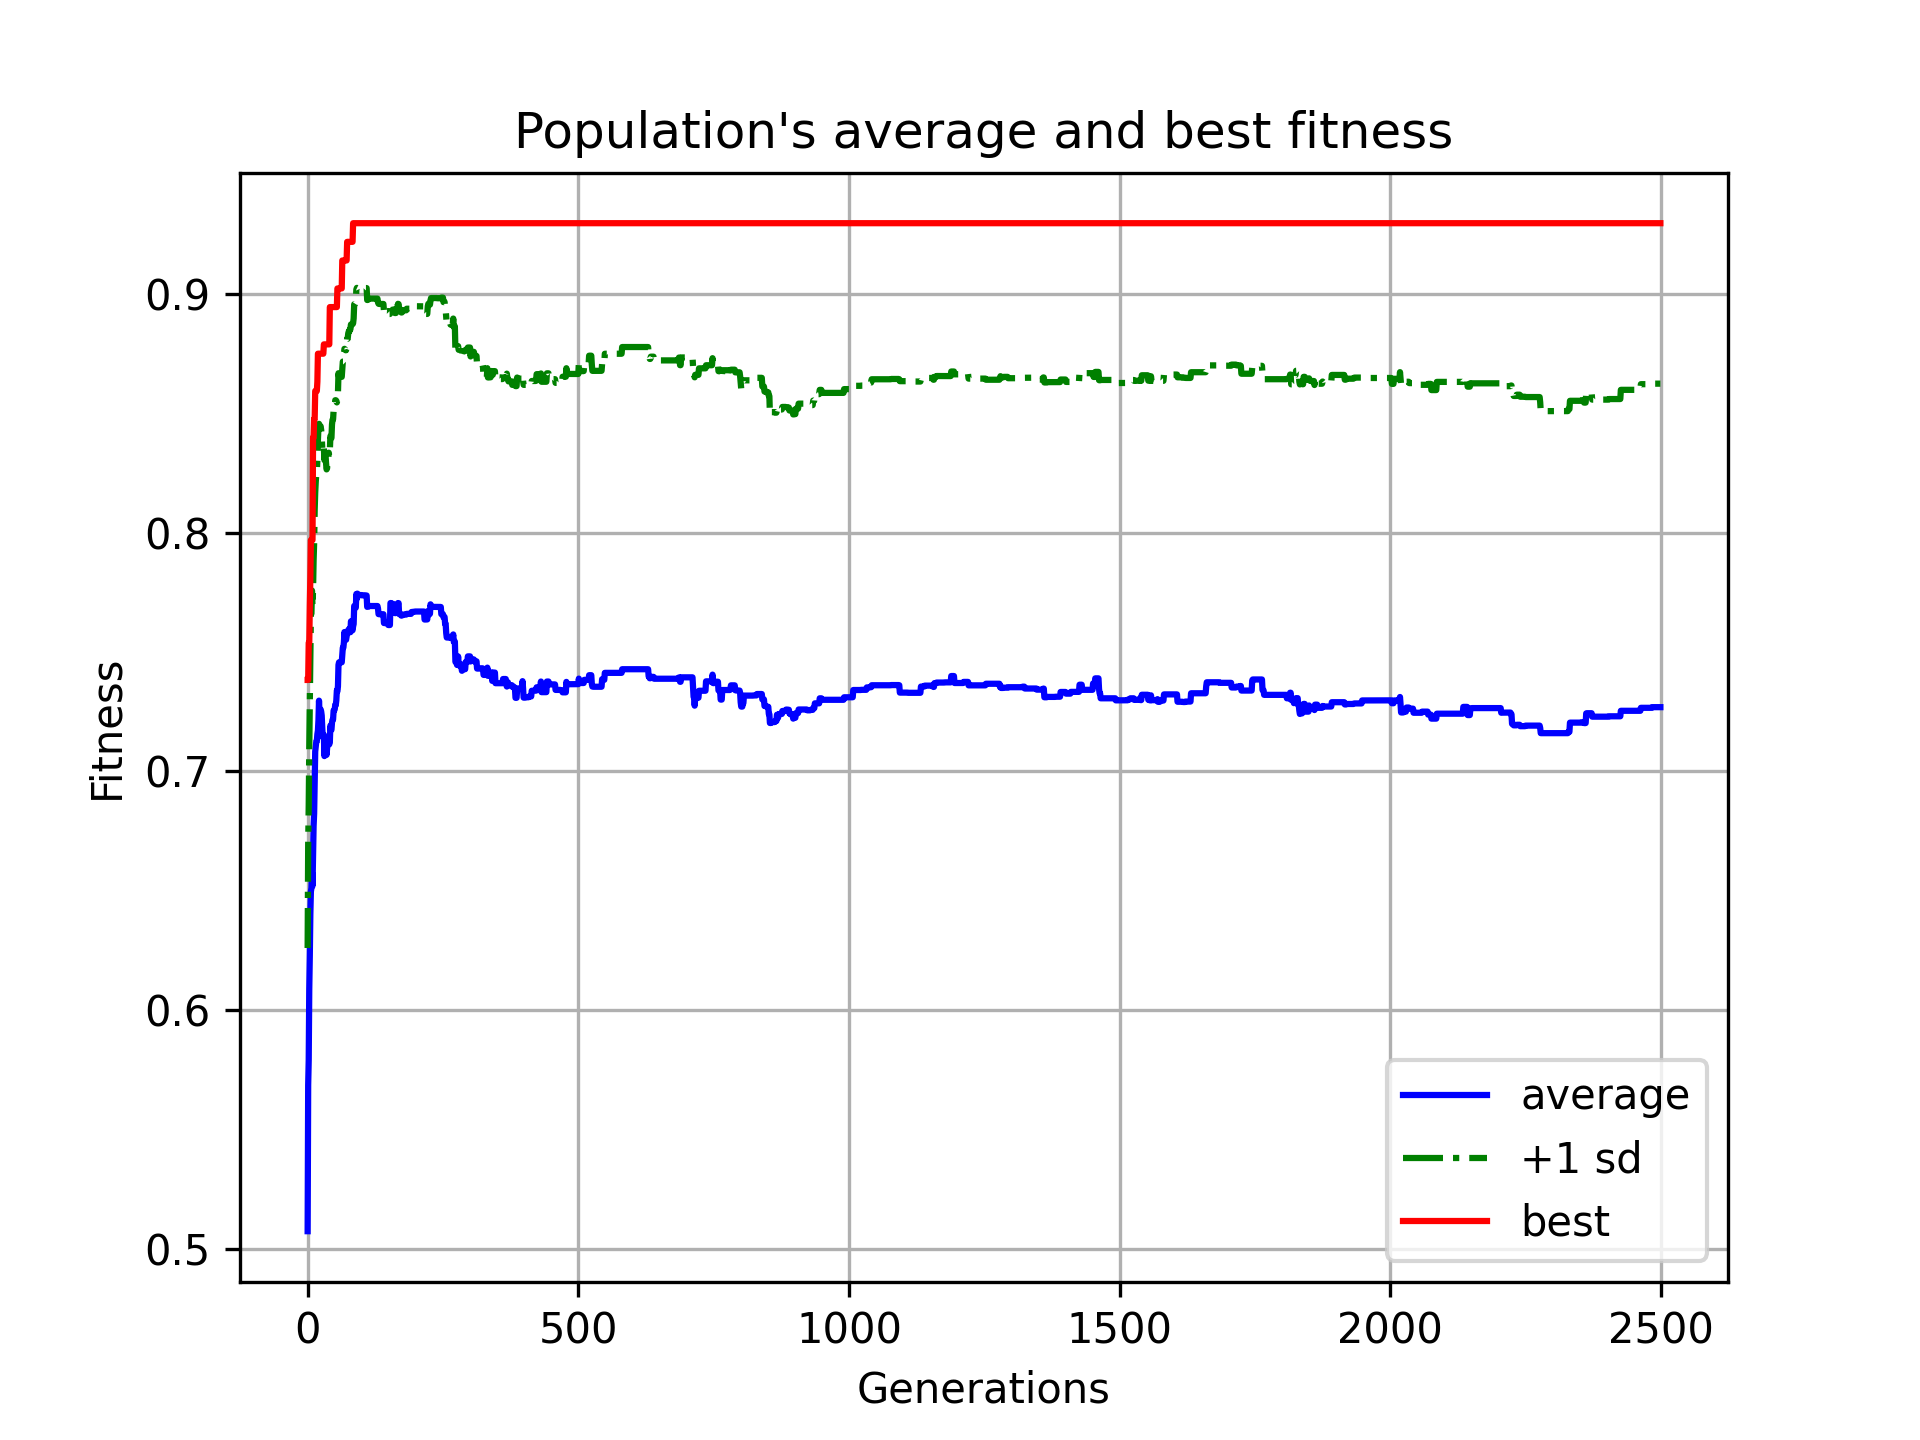 Population's average and best fitness
Fitness
0.9
0.8
0.7
0.6
0.5
0
500
1000
1500
2000
2500
Generations
average
+1 sd
best